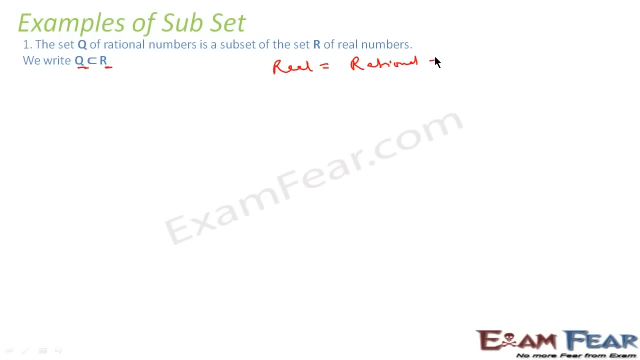 Examples of Sub Set
1. The set Q of rational numbers is a subset of the set R of real numbers.
We write Q ⊂ R
Real = Rational
ExamFear.com
EXAM FEAR
No more Fear from Exam